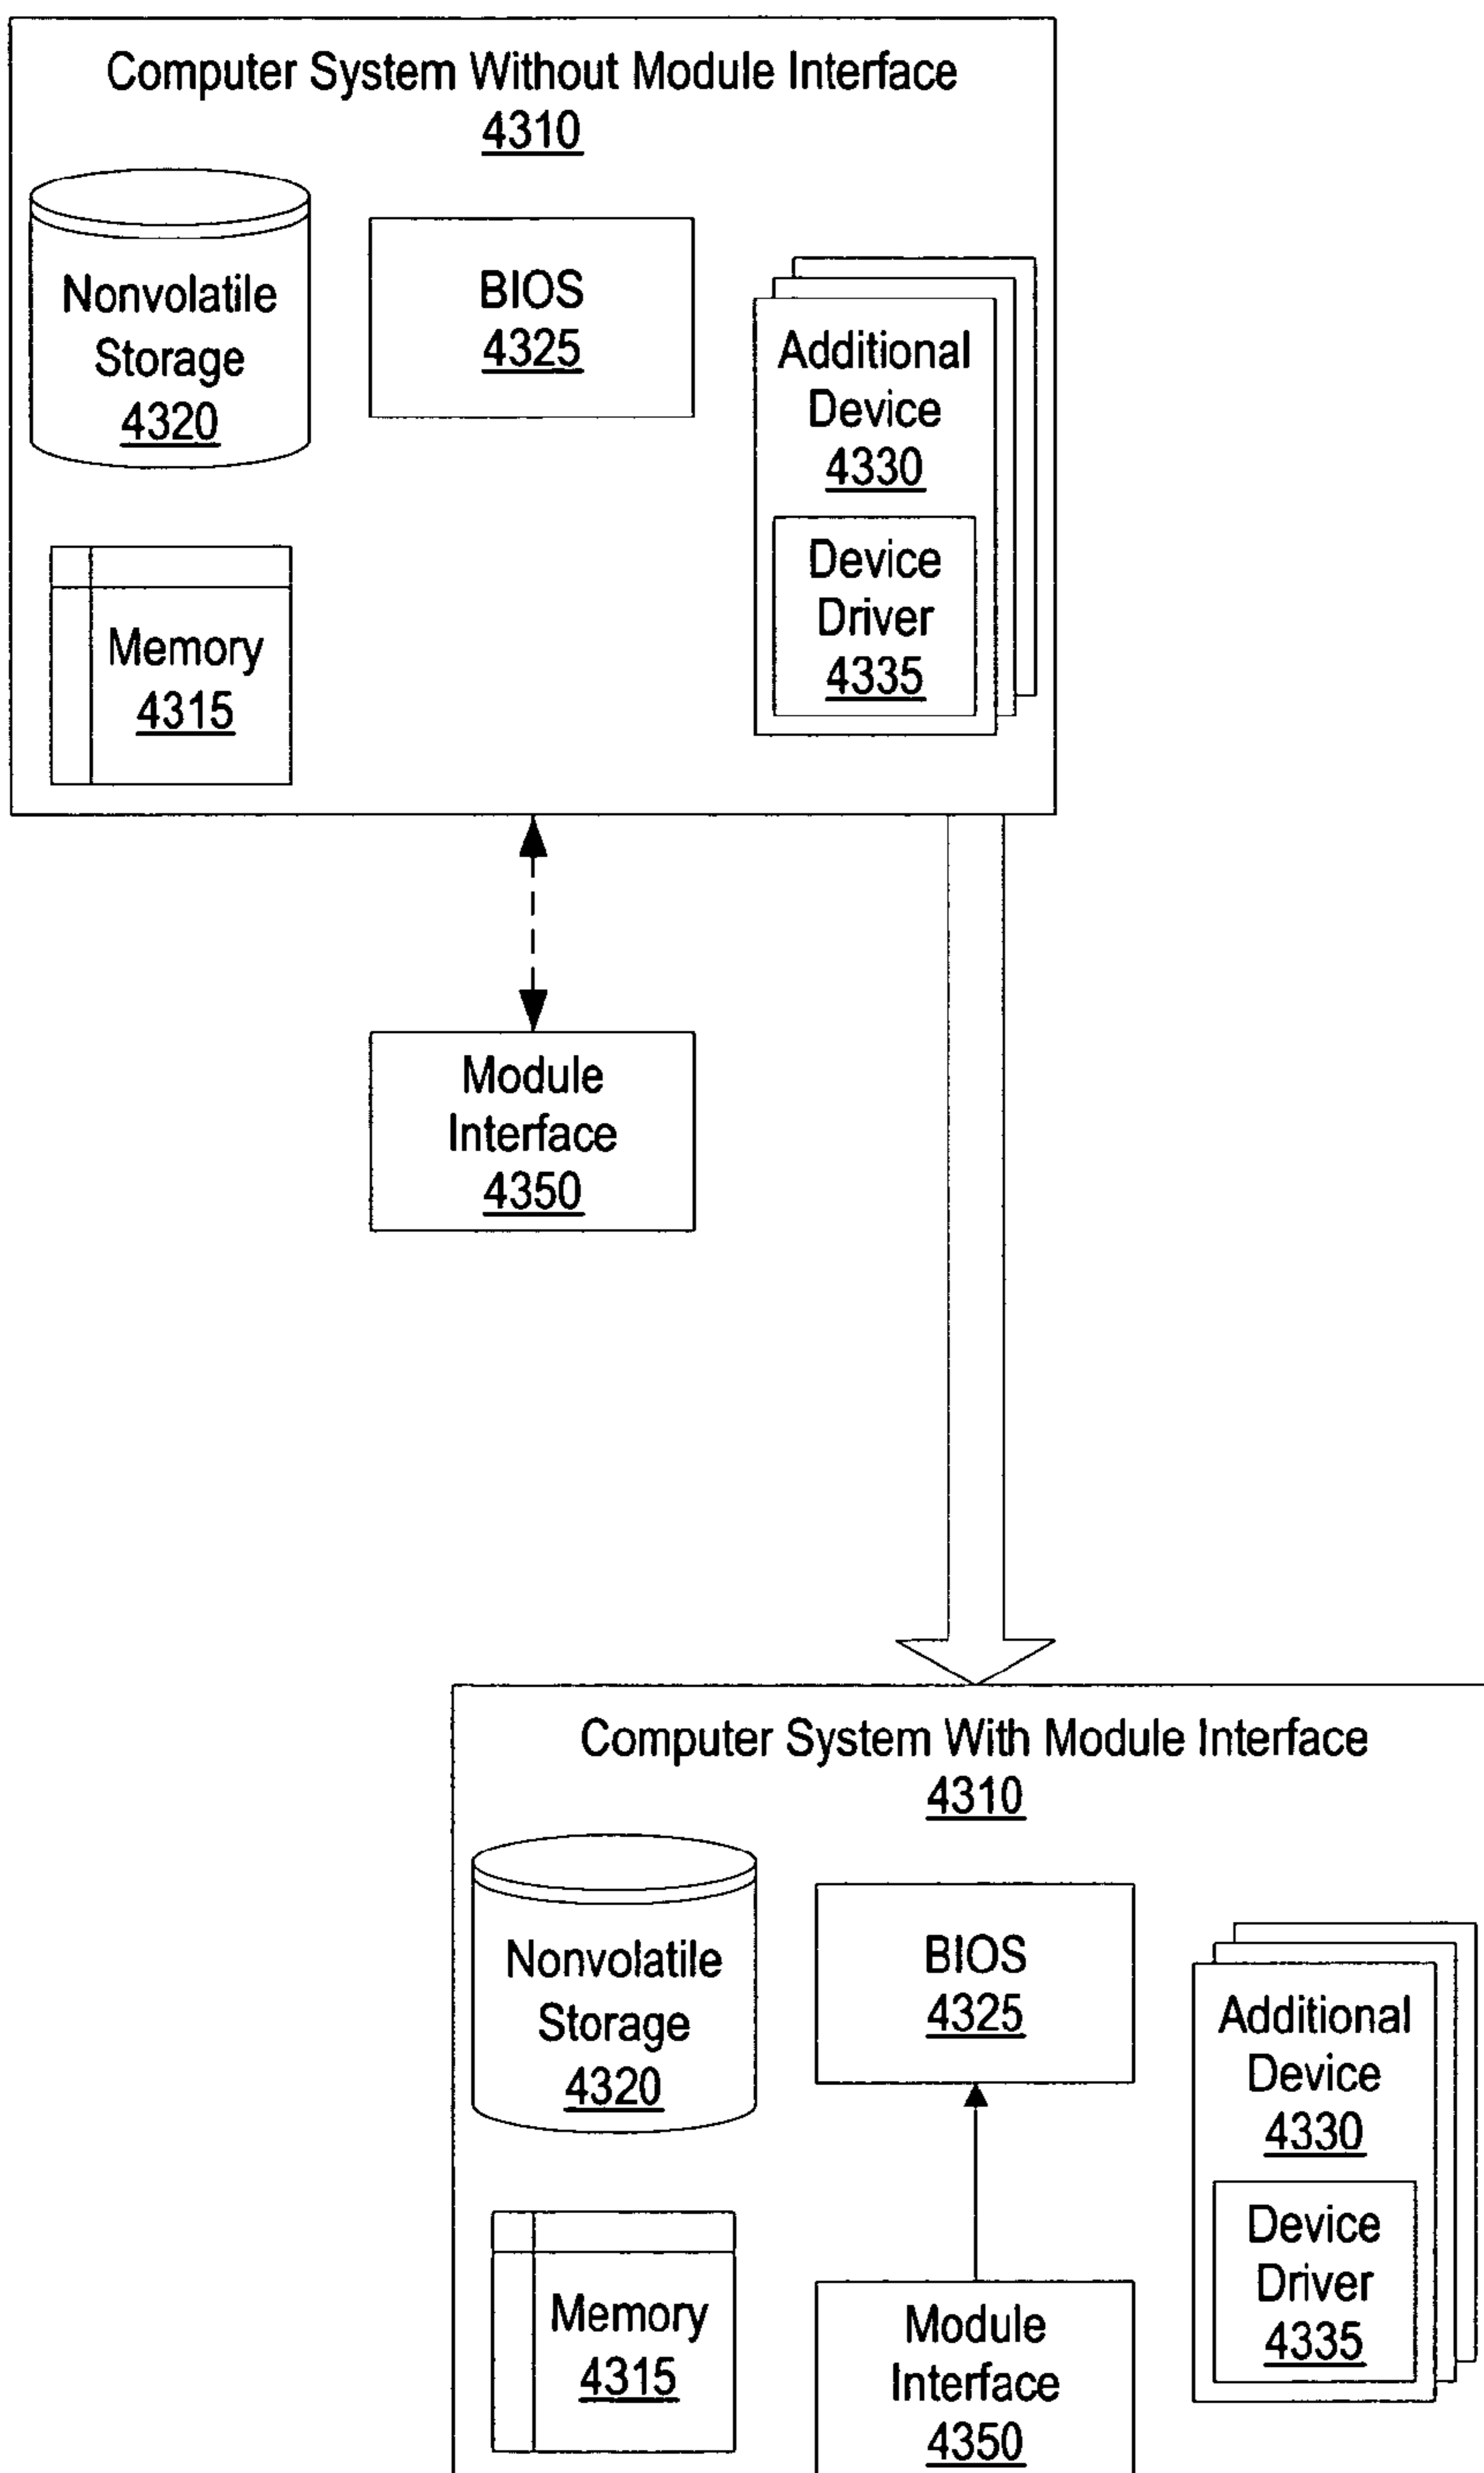 Computer System Without Module Interface
4310
Nonvolatile
Storage
4320
BIOS
4325
Additional
Device
4330
Device
Driver
4335
Memory
4315
Module
Interface
4350
Computer System With Module Interface
4310
Nonvolatile
Storage
4320
BIOS
4325
Additional
Device
4330
Device
Driver
4335
Memory
4315
Module
Interface
4350